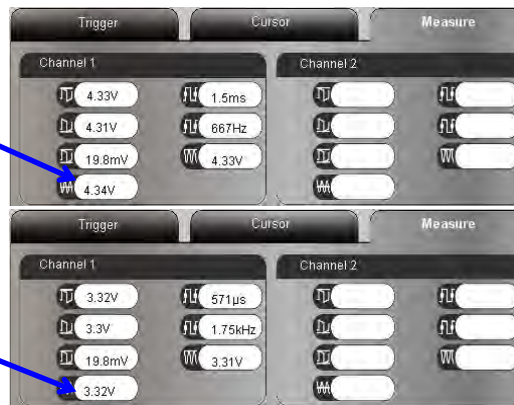 Trigger Cursor Measure
Channel 1 Channel 2
4.33V 1.5ms
4.31V 667Hz
19.8mV 4.33V
4.34V
Trigger Cursor Measure
Channel 1 Channel 2
3.32V 571µs
3.3V 1.75kHz
19.8mV 3.31V
3.32V